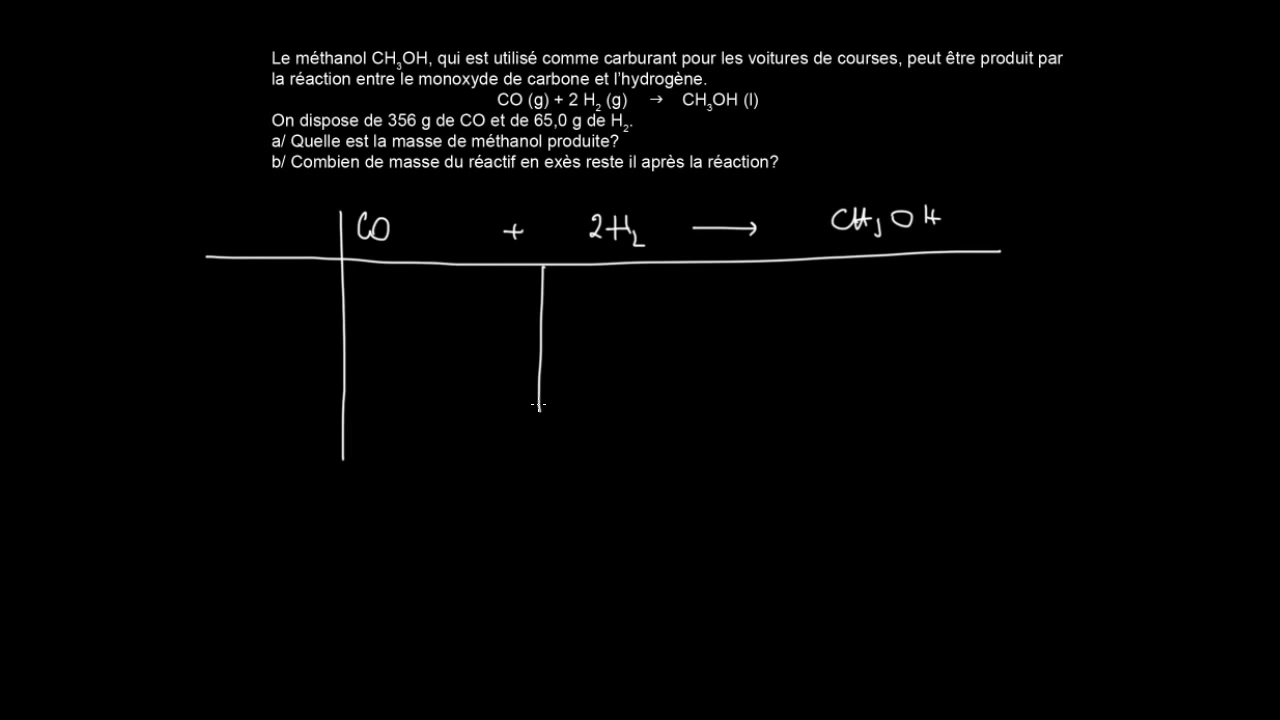 Le méthanol CH₃OH, qui est utilisé comme carburant pour les voitures de courses, peut être produit par
la réaction entre le monoxyde de carbone et l'hydrogène.
CO (g) + 2 H₂ (g) → CH₃OH (l)
On dispose de 356 g de CO et de 65,0 g de H₂.
a/ Quelle est la masse de méthanol produite?
b/ Combien de masse du réactif en exès reste il après la réaction?
CO + 2H₂ → CH₃OH